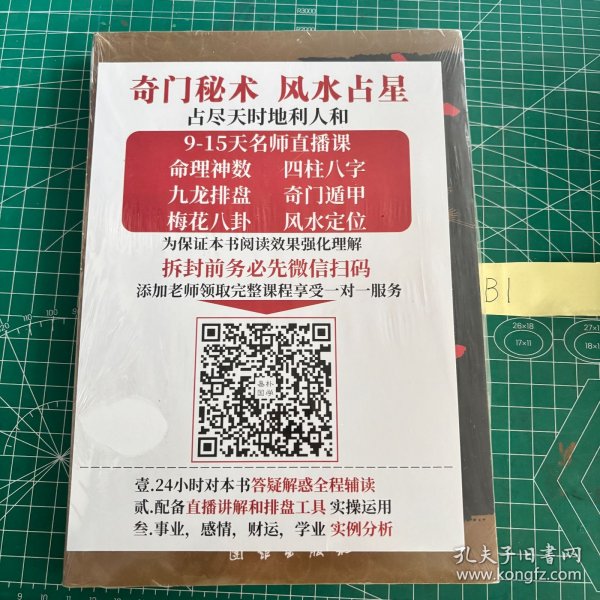 奇门秘术 风水占星
占尽天时地利人和
9-15天名师直播课
命理神数 四柱八字
九龙排盘 奇门遁甲
梅花八卦 风水定位
为保证本书阅读效果强化理解
拆封前务必先微信扫码
添加老师领取完整课程享受一对一服务
B1
26×18
17×11
壹.24小时对本书答疑解惑全程辅读
贰.配备直播讲解和排盘工具 实操运用
叁.事业，感情，财运，学业 实例分析
孔夫子旧书网
www.kongfz.com